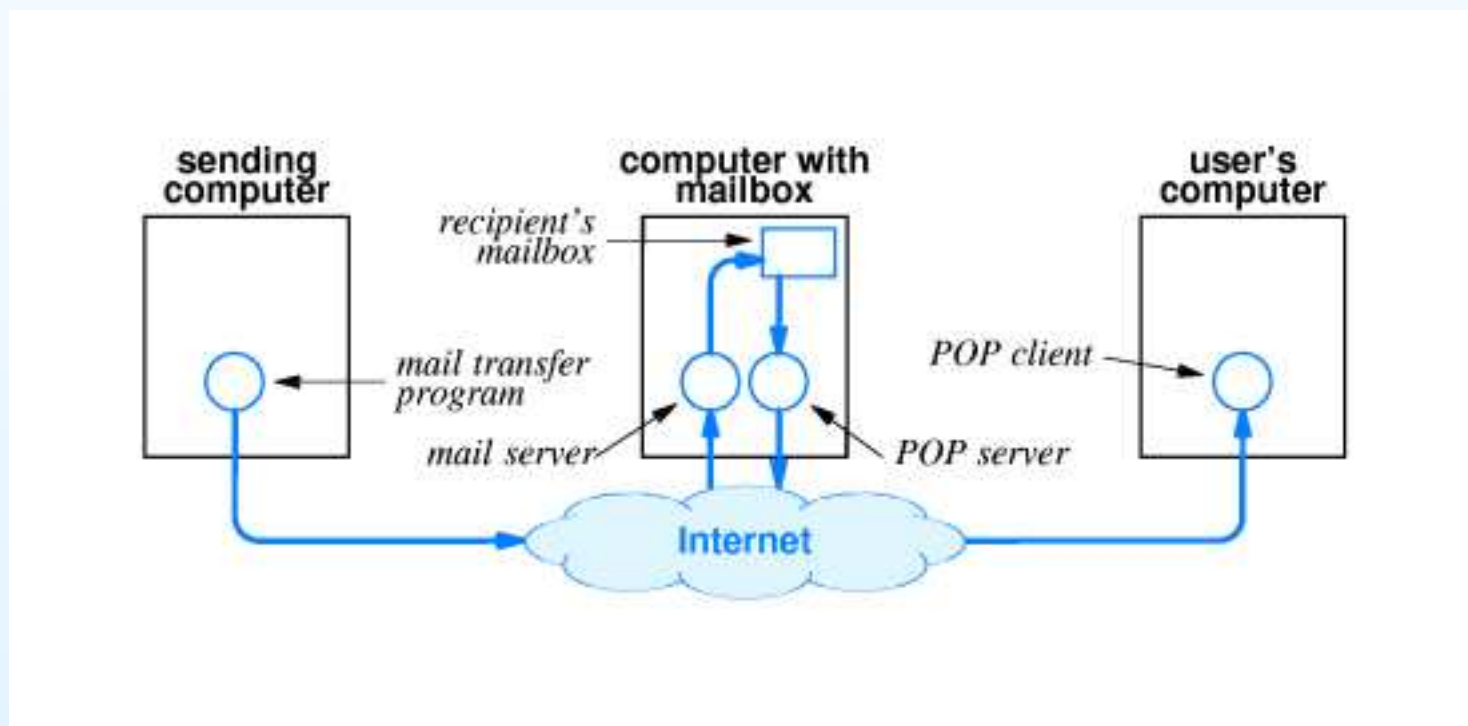 sending
computer
computer with
mailbox
user's
computer
recipient's
mailbox
mail transfer
program
POP client
mail server
POP server
Internet